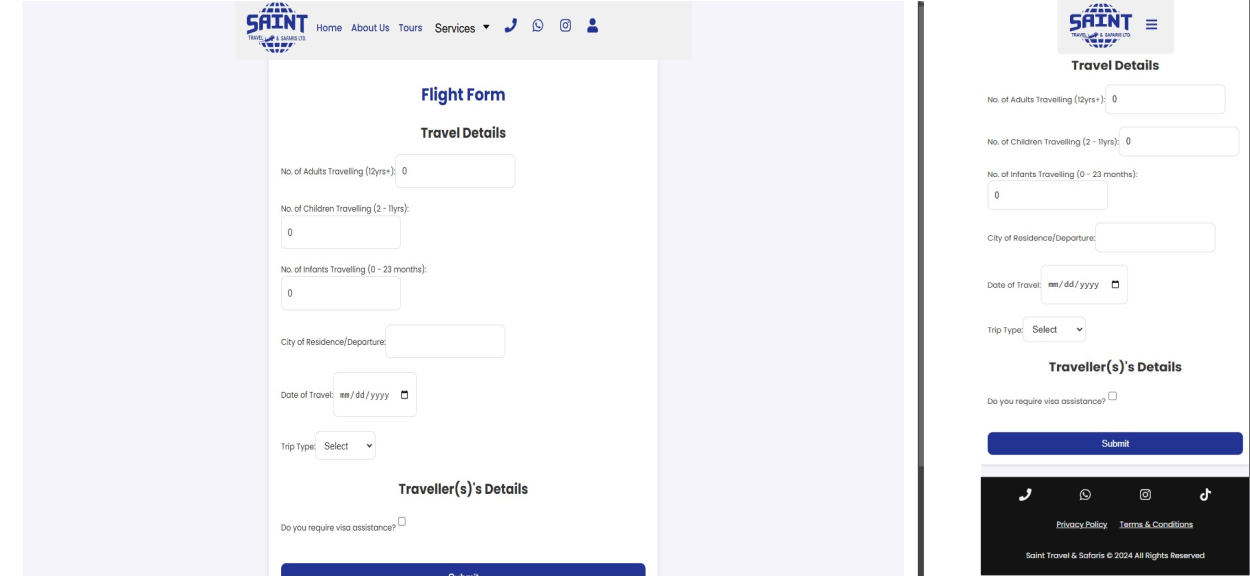 SAINT
TRAVEL & SAFARIS LTD.
Home About Us Tours Services
Flight Form
Travel Details
No. of Adults Travelling (12yrs+): 0
No. of Children Travelling (2 - 11yrs):
0
No. of Infants Travelling (0 - 23 months):
0
City of Residence/Departure:
Date of Travel: mm/dd/yyyy
Trip Type: Select
Traveller(s)'s Details
Do you require visa assistance?
Submit
SAINT
TRAVEL & SAFARIS LTD.
Travel Details
No. of Adults Travelling (12yrs+): 0
No. of Children Travelling (2 - 11yrs): 0
No. of Infants Travelling (0 - 23 months):
0
City of Residence/Departure:
Date of Travel: mm/dd/yyyy
Trip Type: Select
Traveller(s)'s Details
Do you require visa assistance?
Submit
Privacy Policy Terms & Conditions
Saint Travel & Safaris © 2024 All Rights Reserved